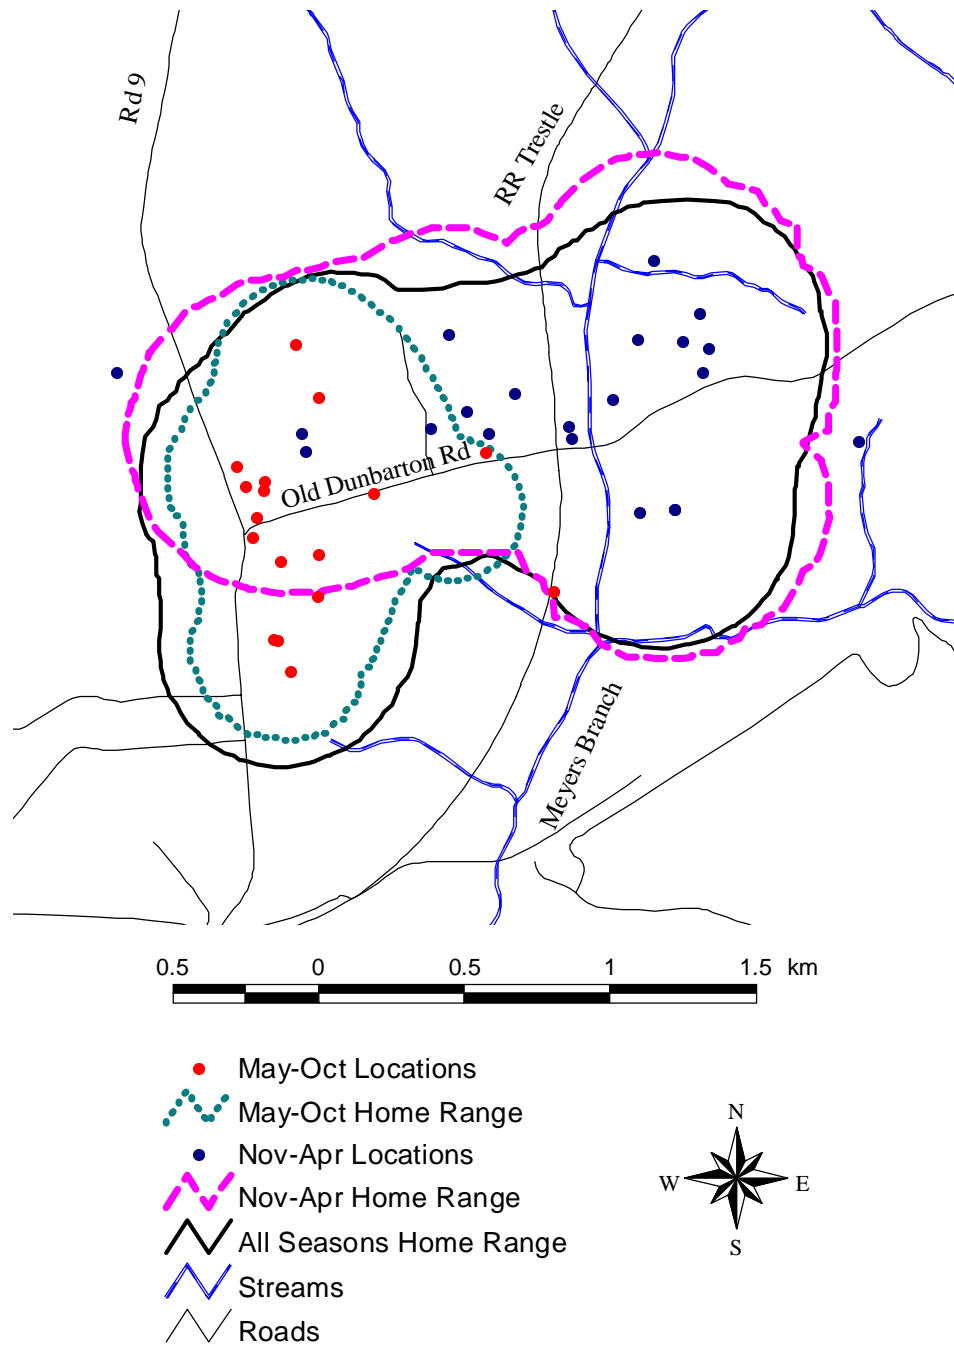 Rd 9
RR Trestle
Old Dunbarton Rd
Meyers Branch
0.5 0 0.5 1 1.5 km
May-Oct Locations
May-Oct Home Range
Nov-Apr Locations
Nov-Apr Home Range
All Seasons Home Range
Streams
Roads
N
W E
S